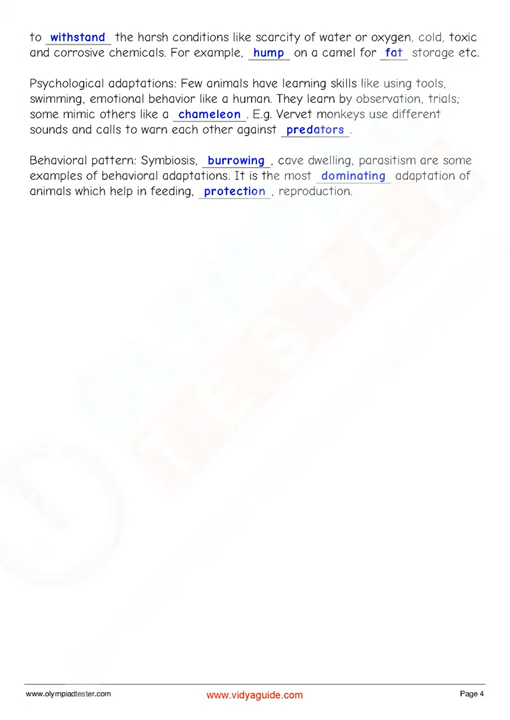 to withstand the harsh conditions like scarcity of water or oxygen, cold, toxic
and corrosive chemicals. For example, hump on a camel for fat storage etc.
Psychological adaptations: Few animals have learning skills like using tools,
swimming, emotional behavior like a human. They learn by observation, trials;
some mimic others like a chameleon . E.g. Vervet monkeys use different
sounds and calls to warn each other against predators .
Behavioral pattern: Symbiosis, burrowing , cave dwelling, parasitism are some
examples of behavioral adaptations. It is the most dominating adaptation of
animals which help in feeding, protection , reproduction.
OLYMPIAD
TESTER
www.olympiadtester.com www.vidyaguide.com Page 4